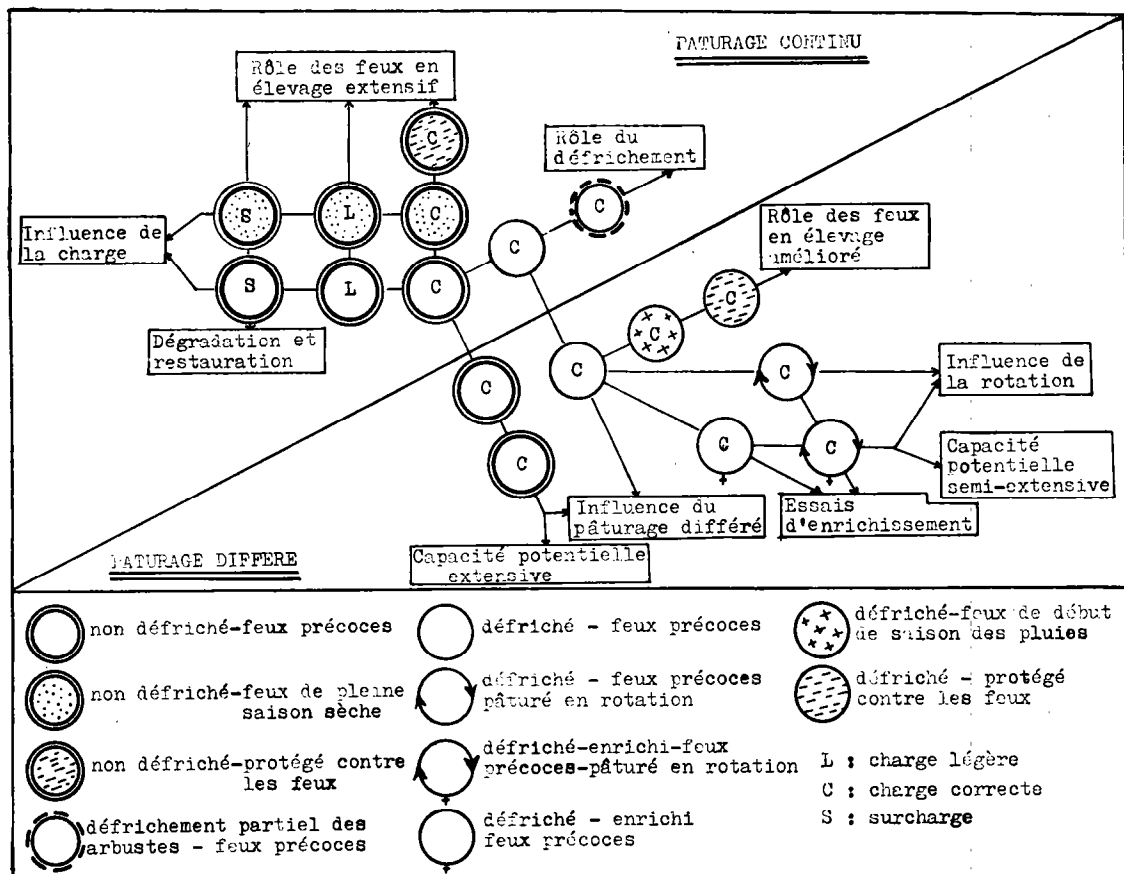 PATURAGE CONTINU
Rôle des feux en
élevage extensif
C
Rôle du
défrichement
C
S
L
C
Influence de
la charge
Rôle des feux
en élevage
amélioré
C
S
L
C
C
C
Dégradation et
restauration
C
C
C
Influence de
la rotation
C
C
C
C
Capacité
potentielle
semi-extensive
Influence du
pâturage différé
Essais
d'enrichissement
PATURAGE DIFFERE
Capacité potentielle
extensive
non défriché-feux précoces
non défriché-feux de pleine
saison sèche
non défriché-protégé contre
les feux
défrichement partiel des
arbustes - feux précoces
défriché - feux précoces
défriché - feux précoces
pâturé en rotation
défriché-enrichi-feux
précoces-pâturé en rotation
défriché - enrichi
feux précoces
défriché-feux de début
de saison des pluies
défriché - protégé
contre les feux
L : charge légère
C : charge correcte
S : surcharge